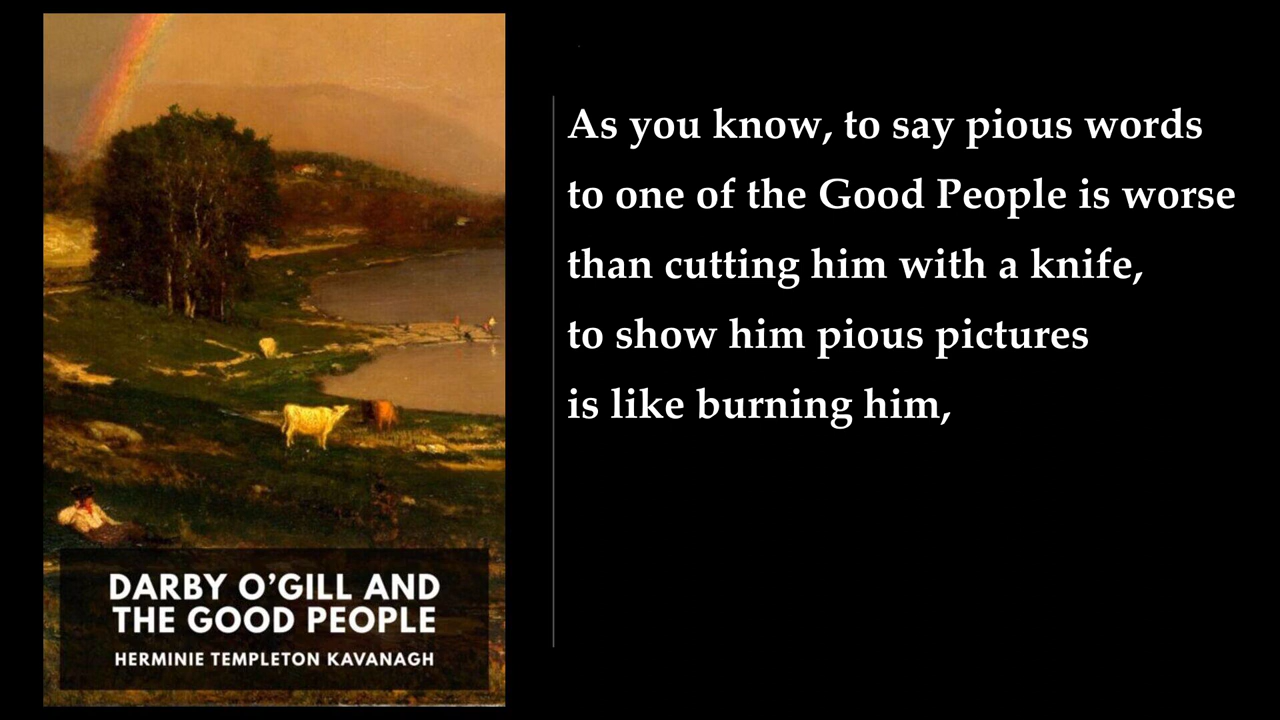 DARBY O'GILL AND
THE GOOD PEOPLE
HERMINIE TEMPLETON KAVANAGH
As you know, to say pious words
to one of the Good People is worse
than cutting him with a knife,
to show him pious pictures
is like burning him,